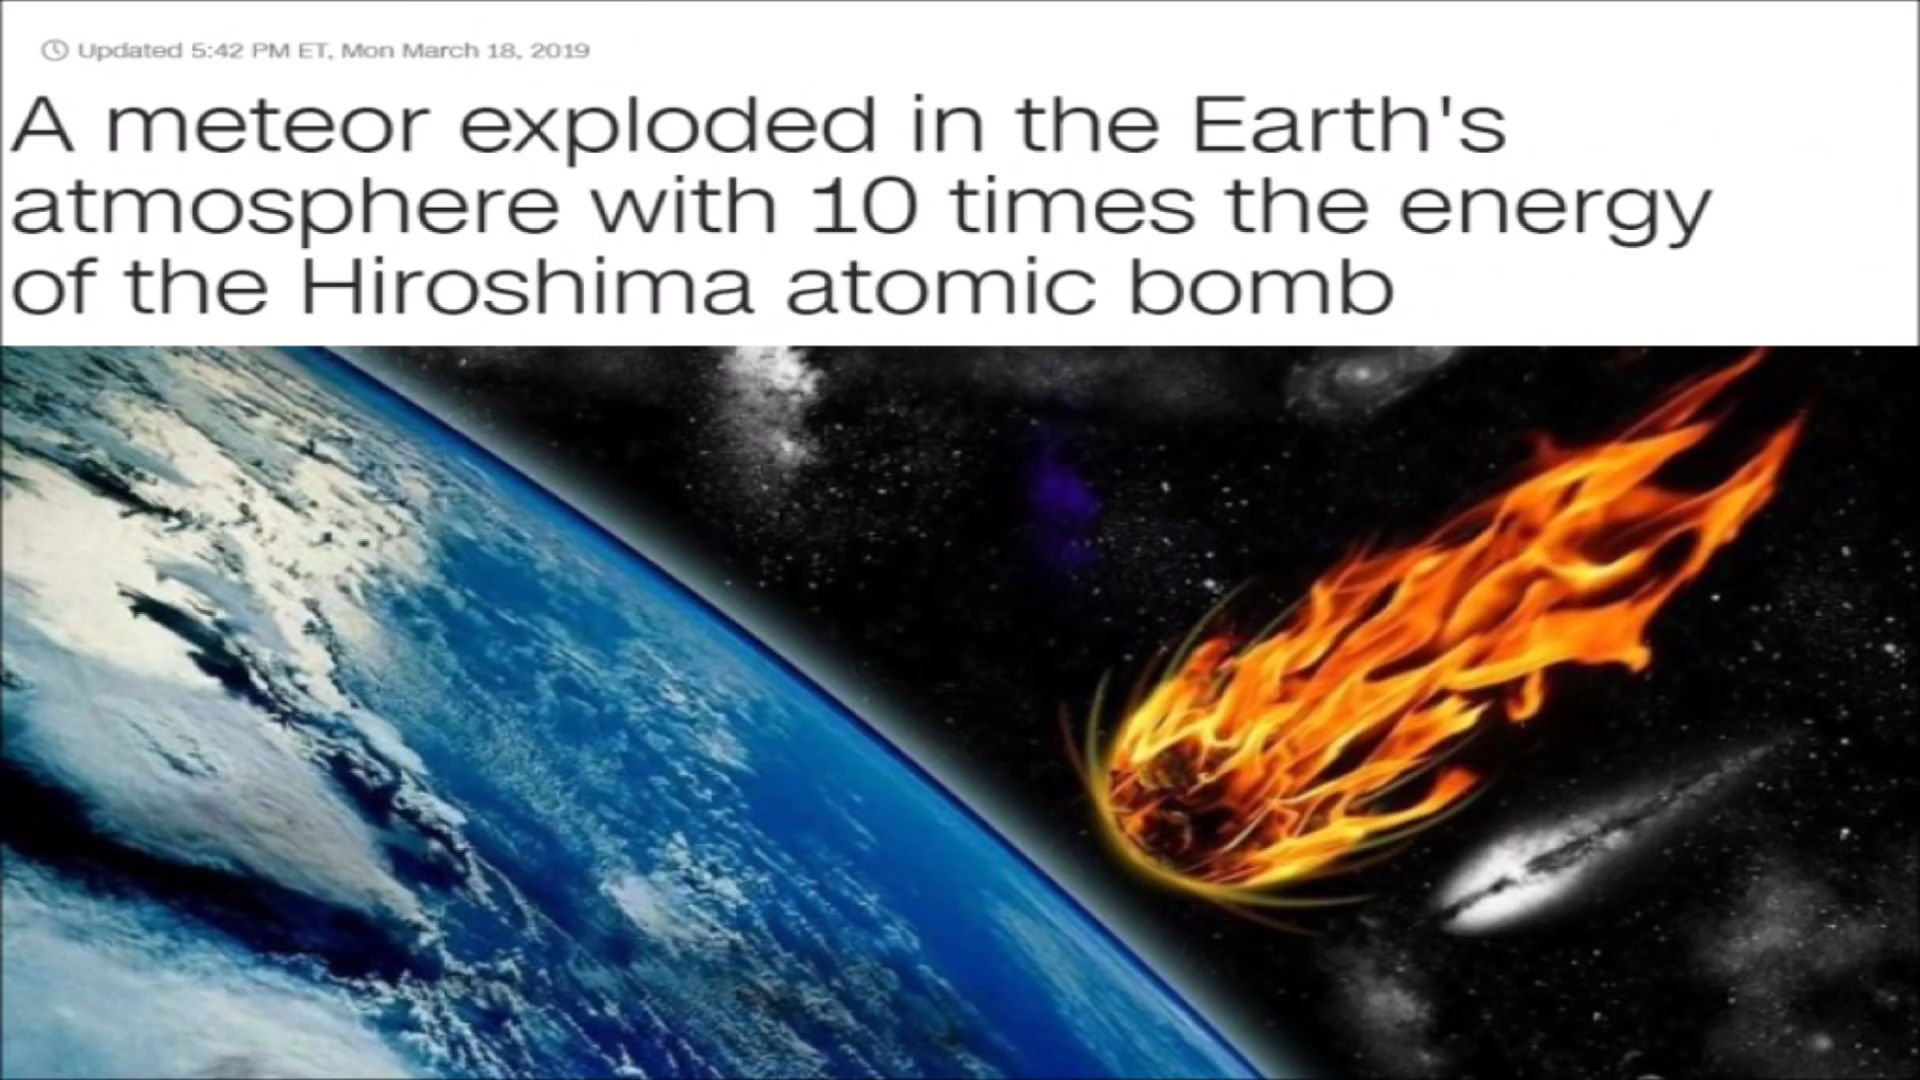 Updated 5:42 PM ET, Mon March 18, 2019
A meteor exploded in the Earth's
atmosphere with 10 times the energy
of the Hiroshima atomic bomb